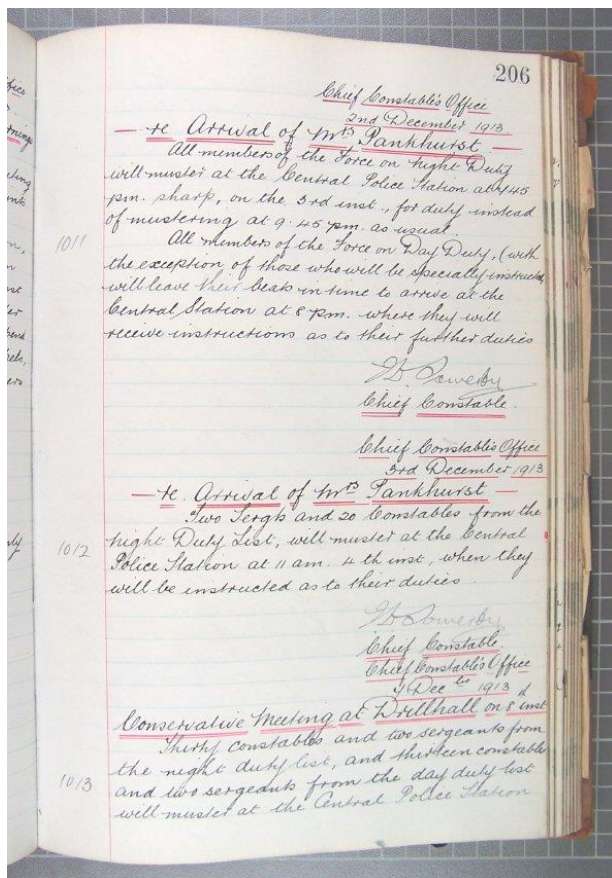 206
Chief Constable's Office
2nd December 1913.
— re Arrival of Mrs Pankhurst —
All members of the Force on Night Duty
will muster at the Central Police Station at 7.45
pm. sharp, on the 3rd inst, for duty instead
of mustering at 9.45 pm. as usual.
1011
All members of the Force on Day Duty, (with
the exception of those who will be specially instructed,
will leave their beats in time to arrive at the
Central Station at 8 pm. where they will
receive instructions as to their further duties
Chief Constable.
Chief Constable's Office
3rd December 1913
— re. Arrival of Mrs Pankhurst —
Two Sergts and 20 Constables from the
Night Duty List, will muster at the Central
1012
Police Station at 11 am. 4th inst, when they
will be instructed as to their duties.
Chief Constable
Chief Constable's Office
Dec 1913
Conservative Meeting at Drillhall on 8 inst
Thirty constables and two sergeants from
the night duty list, and thirteen constables
1013
and two sergeants from the day duty list
will muster at the Central Police Station